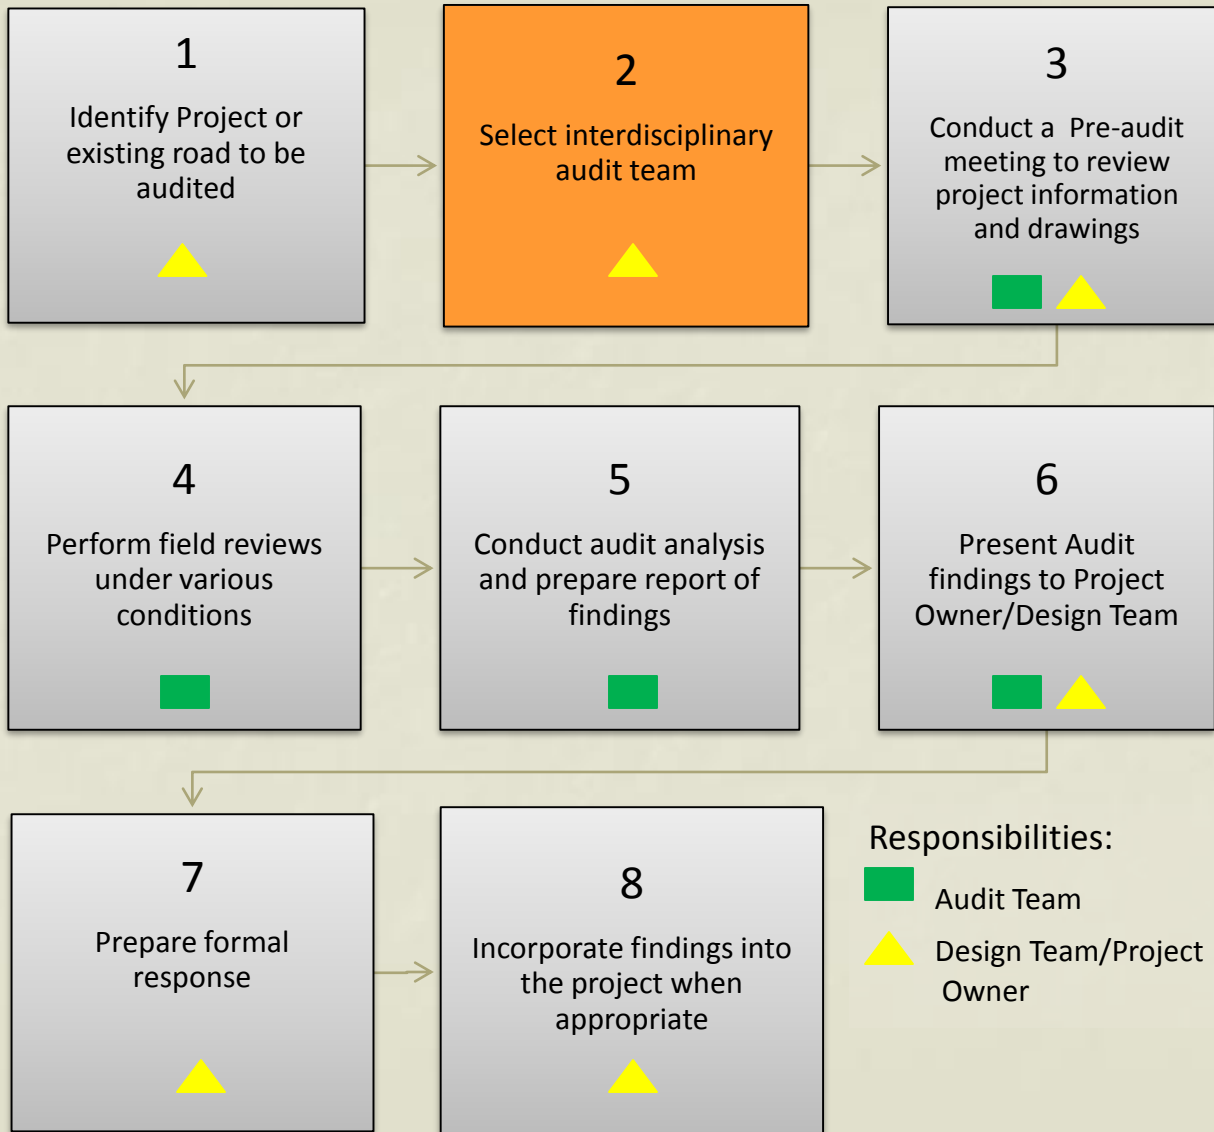 1
Identify Project or
existing road to be
audited
2
Select interdisciplinary
audit team
3
Conduct a Pre-audit
meeting to review
project information
and drawings
4
Perform field reviews
under various
conditions
5
Conduct audit analysis
and prepare report of
findings
6
Present Audit
findings to Project
Owner/Design Team
7
Prepare formal
response
8
Incorporate findings into
the project when
appropriate
Responsibilities:
Audit Team
Design Team/Project
Owner